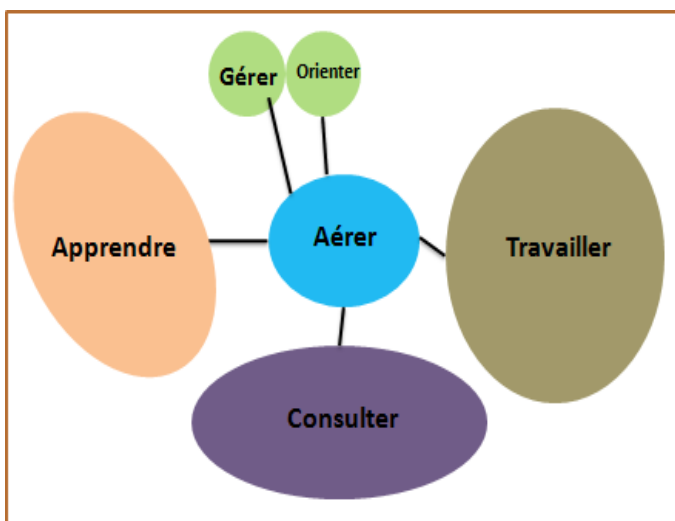 Gérer
Orienter
Apprendre
Aérer
Travailler
Consulter